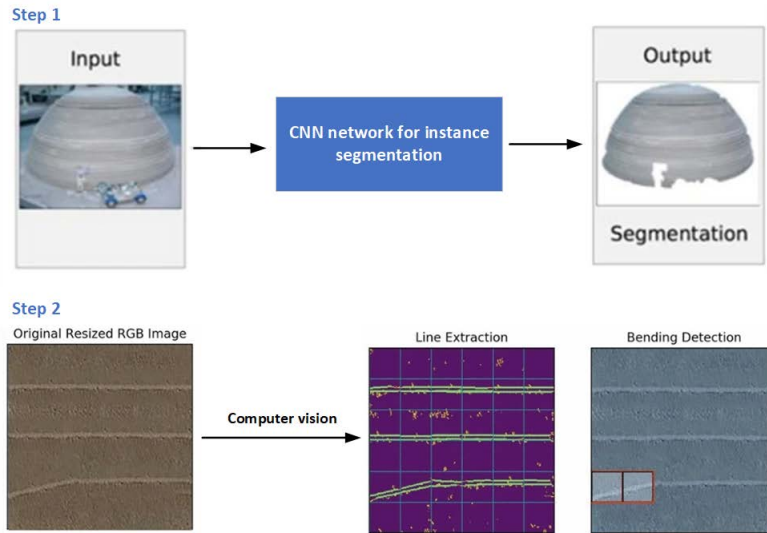 Step 1
Input
CNN network for instance
segmentation
Output
Segmentation
Step 2
Original Resized RGB Image
Computer vision
Line Extraction
Bending Detection